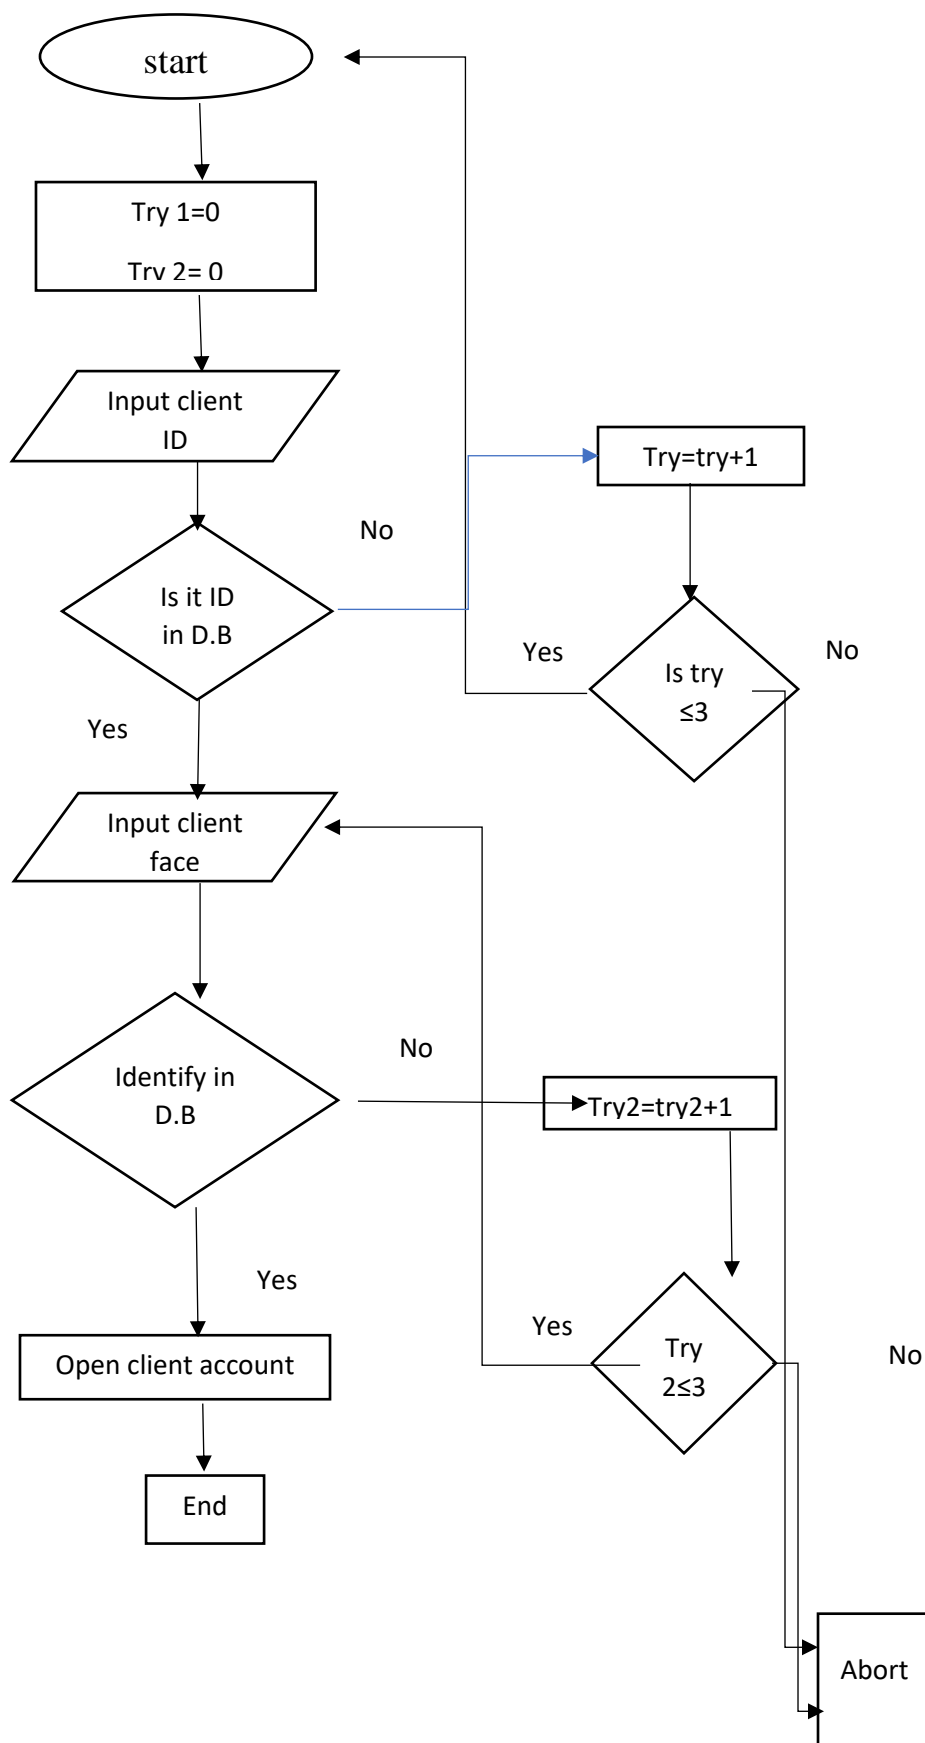 start
Try 1=0
Try 2= 0
Input client
ID
No
Try=try+1
Is it ID
in D.B
Yes
No
Is try
≤3
Yes
Input client
face
No
Identify in
D.B
Try2=try2+1
Yes
Yes
Try
2≤3
No
Open client account
End
Abort